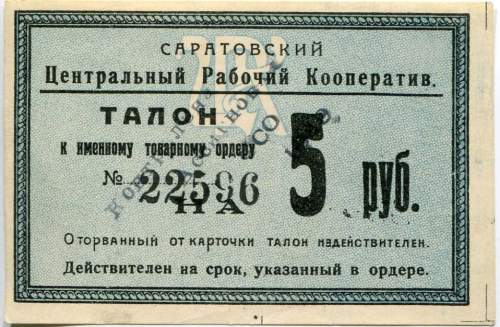 САРАТОВСКИЙ
Центральный Рабочий Кооператив.
ТАЛОН
к именному товарному ордеру
№ 22596
НА 5 руб.
Оторванный от карточки талон недействителен.
Действителен на срок, указанный в ордере.